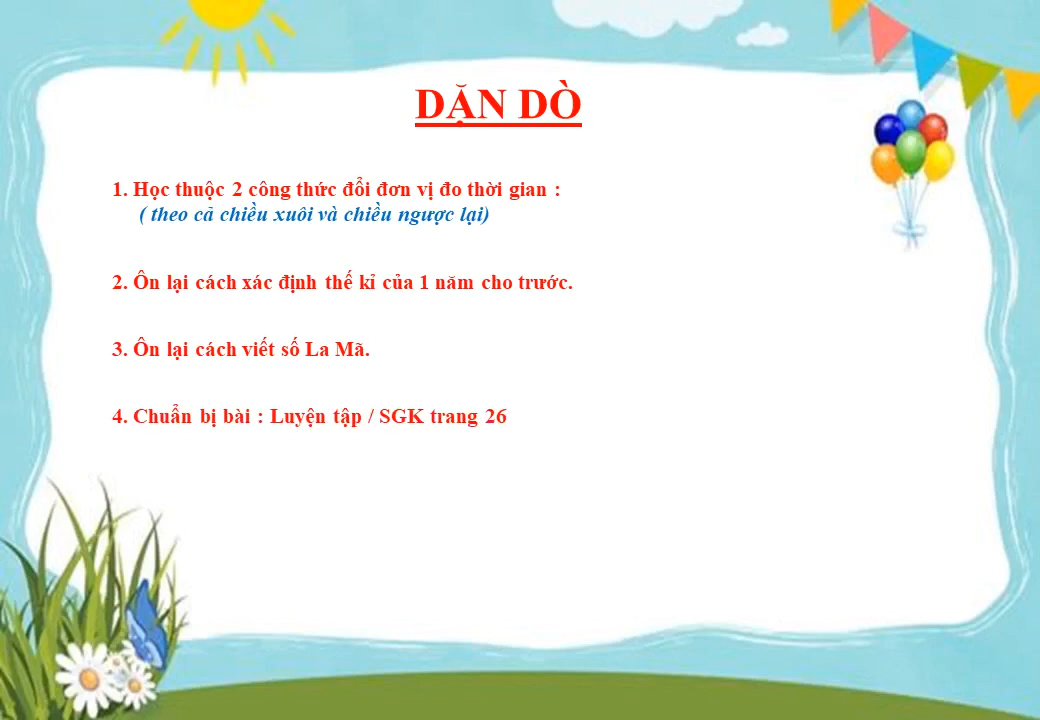 DẶN DÒ
1. Học thuộc 2 công thức đổi đơn vị đo thời gian :
( theo cả chiều xuôi và chiều ngược lại)
2. Ôn lại cách xác định thế kỉ của 1 năm cho trước.
3. Ôn lại cách viết số La Mã.
4. Chuẩn bị bài : Luyện tập / SGK trang 26